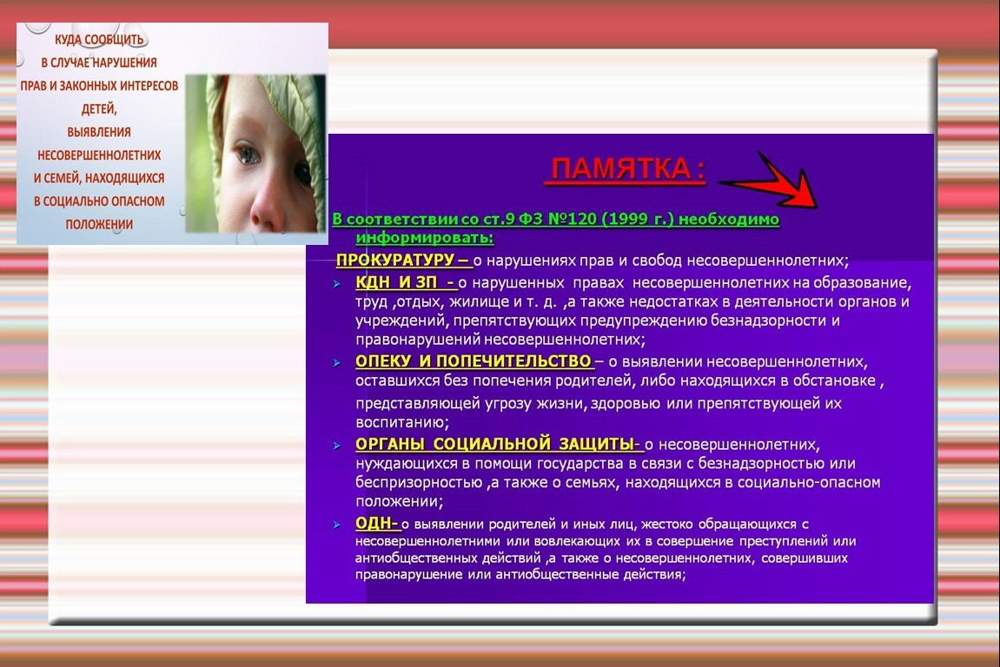 КУДА СООБЩИТЬ
В СЛУЧАЕ НАРУШЕНИЯ
ПРАВ И ЗАКОННЫХ ИНТЕРЕСОВ
ДЕТЕЙ,
ВЫЯВЛЕНИЯ
НЕСОВЕРШЕННОЛЕТНИХ
И СЕМЕЙ, НАХОДЯЩИХСЯ
В СОЦИАЛЬНО ОПАСНОМ
ПОЛОЖЕНИИ
ПАМЯТКА :
В соответствии со ст.9 ФЗ №120 (1999 г.) необходимо
информировать:
ПРОКУРАТУРУ – о нарушениях прав и свобод несовершеннолетних;
КДН И ЗП - о нарушенных правах несовершеннолетних на образование,
труд ,отдых, жилище и т. д. ,а также недостатках в деятельности органов и
учреждений, препятствующих предупреждению безнадзорности и
правонарушений несовершеннолетних;
ОПЕКУ И ПОПЕЧИТЕЛЬСТВО – о выявлении несовершеннолетних,
оставшихся без попечения родителей, либо находящихся в обстановке ,
представляющей угрозу жизни, здоровью или препятствующей их
воспитанию;
ОРГАНЫ СОЦИАЛЬНОЙ ЗАЩИТЫ- о несовершеннолетних,
нуждающихся в помощи государства в связи с безнадзорностью или
беспризорностью ,а также о семьях, находящихся в социально-опасном
положении;
ОДН- о выявлении родителей и иных лиц, жестоко обращающихся с
несовершеннолетними или вовлекающих их в совершение преступлений или
антиобщественных действий ,а также о несовершеннолетних, совершивших
правонарушение или антиобщественные действия;